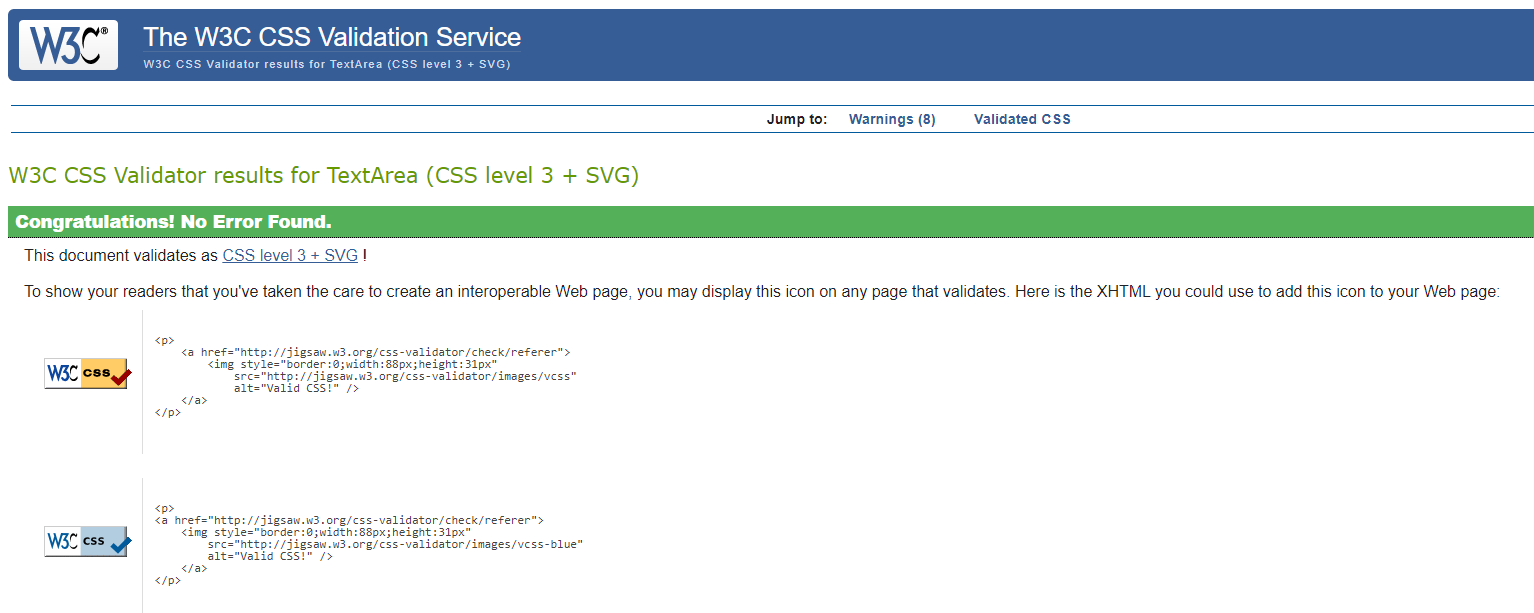 W3C®
The W3C CSS Validation Service
W3C CSS Validator results for TextArea (CSS level 3 + SVG)
Jump to: Warnings (8) Validated CSS
W3C CSS Validator results for TextArea (CSS level 3 + SVG)
Congratulations! No Error Found.
This document validates as CSS level 3 + SVG !
To show your readers that you've taken the care to create an interoperable Web page, you may display this icon on any page that validates. Here is the XHTML you could use to add this icon to your Web page:
W3C css
<p>
    <a href="http://jigsaw.w3.org/css-validator/check/referer">
        <img style="border:0;width:88px;height:31px"
            src="http://jigsaw.w3.org/css-validator/images/vcss"
            alt="Valid CSS!" />
    </a>
</p>
W3C css
<p>
<a href="http://jigsaw.w3.org/css-validator/check/referer">
    <img style="border:0;width:88px;height:31px"
        src="http://jigsaw.w3.org/css-validator/images/vcss-blue"
        alt="Valid CSS!" />
    </a>
</p>